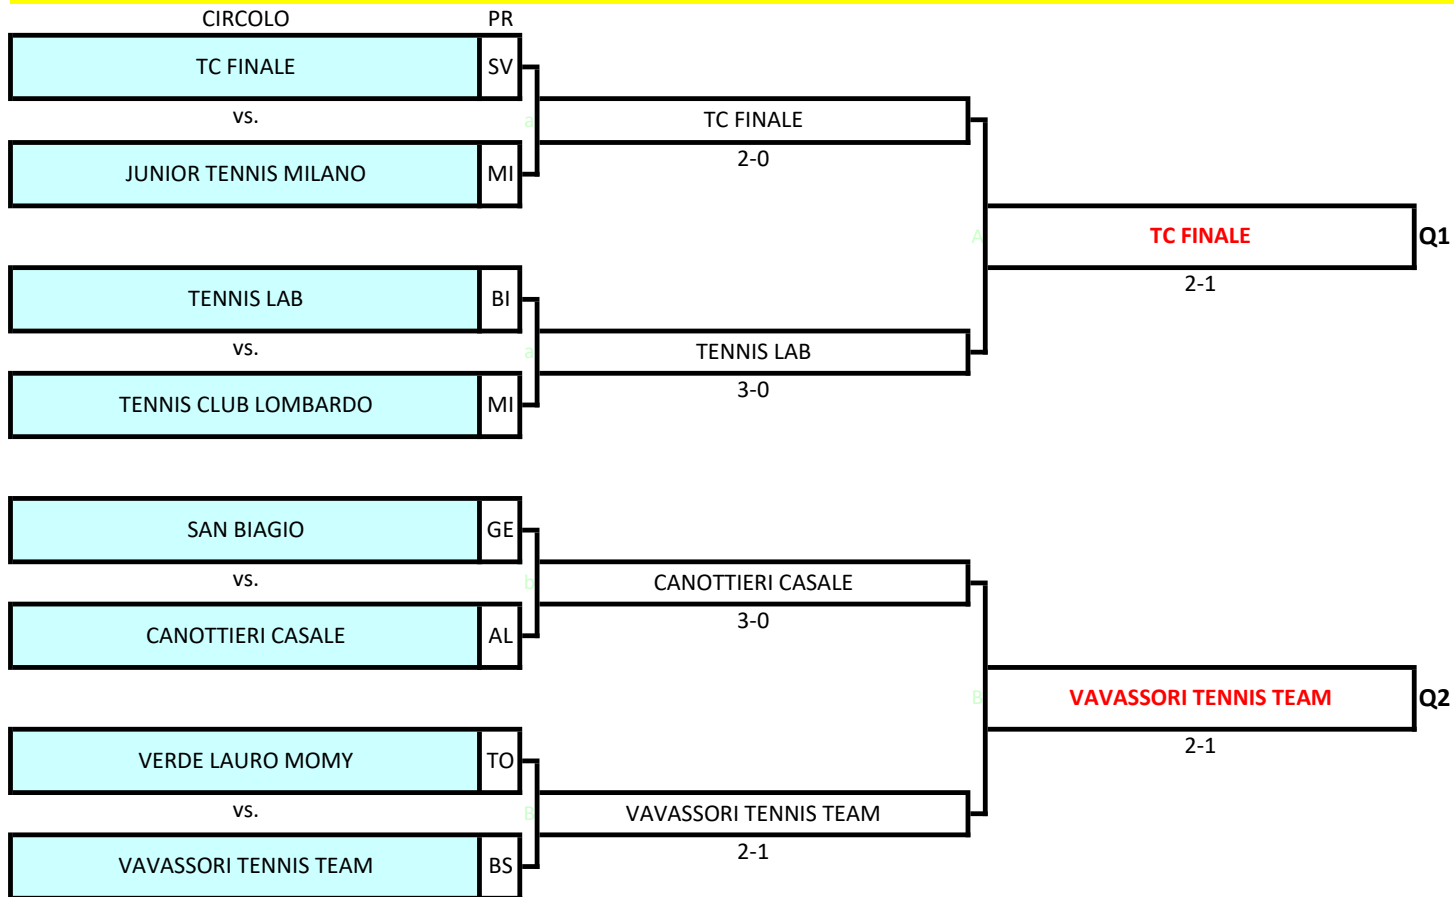 CIRCOLO PR
TC FINALE SV
vs.
a
TC FINALE
JUNIOR TENNIS MILANO MI
2-0
A
TC FINALE Q1
2-1
TENNIS LAB BI
vs.
a
TENNIS LAB
TENNIS CLUB LOMBARDO MI
3-0
SAN BIAGIO GE
vs.
b
CANOTTIERI CASALE
CANOTTIERI CASALE AL
3-0
B
VAVASSORI TENNIS TEAM Q2
2-1
VERDE LAURO MOMY TO
vs.
B
VAVASSORI TENNIS TEAM
VAVASSORI TENNIS TEAM BS
2-1